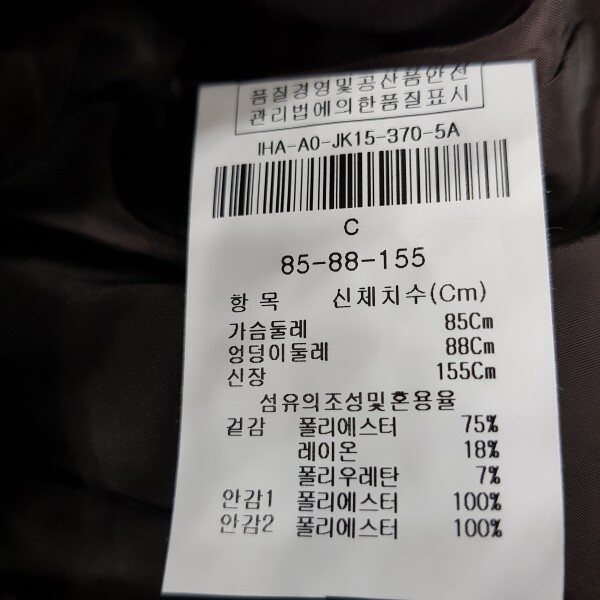 품질경영및공산품안전
관리법에의한품질표시
IHA-A0-JK15-370-5A
C
85-88-155
항 목 신체치수(Cm)
가슴둘레 85Cm
엉덩이둘레 88Cm
신장 155Cm
섬유의조성및혼용율
겉감 폴리에스터 75%
레이온 18%
폴리우레탄 7%
안감1 폴리에스터 100%
안감2 폴리에스터 100%